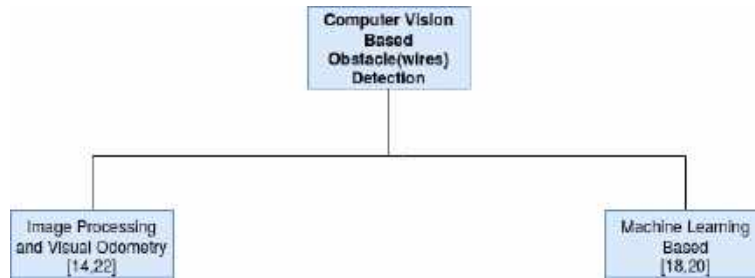 Computer Vision
Based
Obstacle(wires)
Detection
Image Processing
and Visual Odometry
[14,22]
Machine Learning
Based
[18,20]